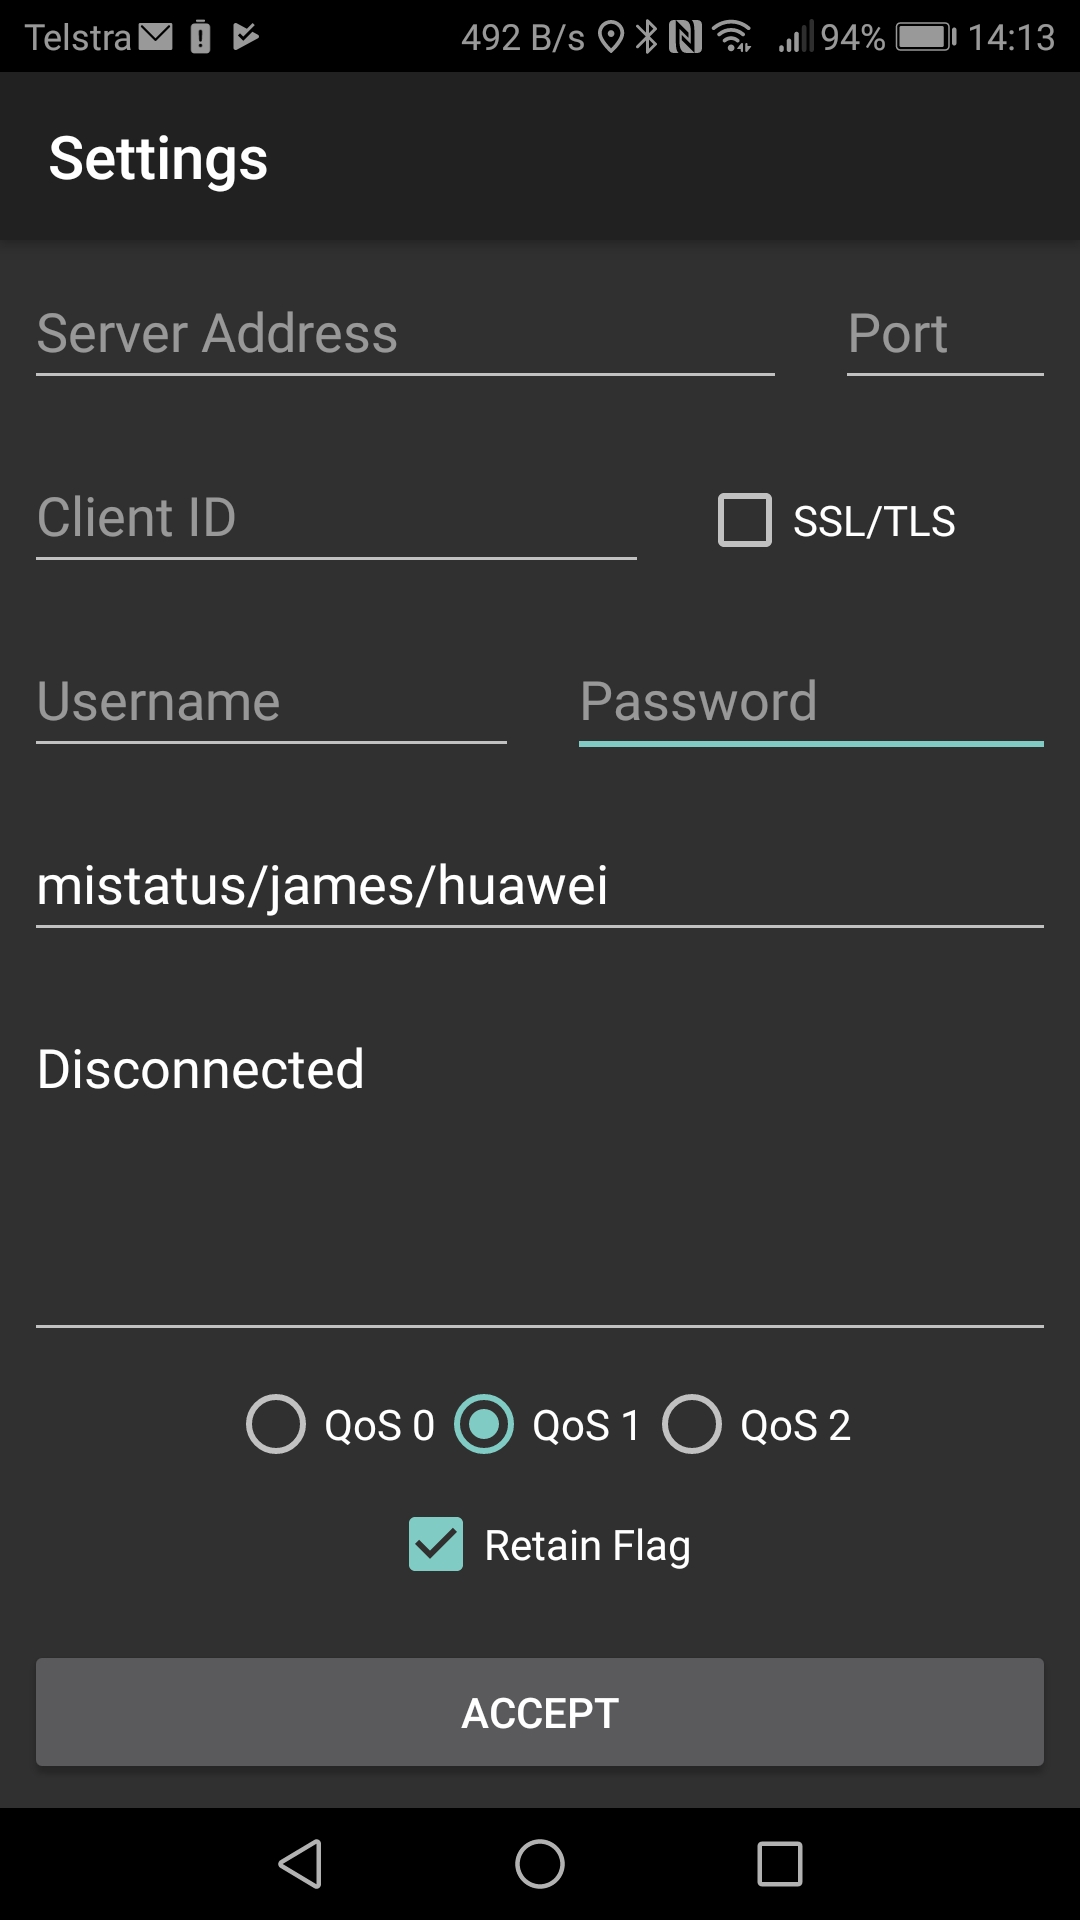 Telstra 492 B/s 94% 14:13
Settings
Server Address Port
Client ID SSL/TLS
Username Password
mistatus/james/huawei
Disconnected
QoS 0 QoS 1 QoS 2
Retain Flag
ACCEPT